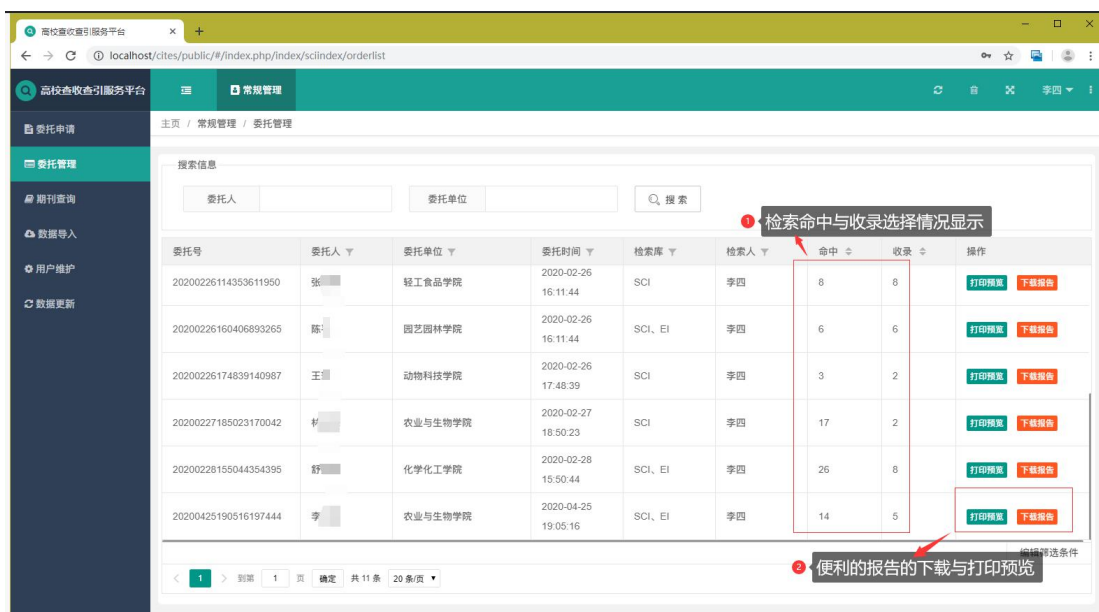 高校查收查引服务平台
localhost/cites/public/#/index.php/index/sciindex/orderlist
高校查收查引服务平台
常规管理
李四
委托申请
委托管理
期刊查询
数据导入
用户维护
数据更新
主页 / 常规管理 / 委托管理
搜索信息
委托人
委托单位
搜 索
1 检索命中与收录选择情况显示
委托号 委托人 委托单位 委托时间 检索库 检索人 命中 收录 操作
20200226114353611950 张 轻工食品学院 2020-02-26 16:11:44 SCI 李四 8 8 打印预览 下载报告
20200226160406893265 陈 园艺园林学院 2020-02-26 16:11:44 SCI、EI 李四 6 6 打印预览 下载报告
20200226174839140987 王 动物科技学院 2020-02-26 17:48:39 SCI 李四 3 2 打印预览 下载报告
20200227185023170042 农业与生物学院 2020-02-27 18:50:23 SCI 李四 17 2 打印预览 下载报告
20200228155044354395 舒 化学化工学院 2020-02-28 15:50:44 SCI、EI 李四 26 8 打印预览 下载报告
20200425190516197444 李 农业与生物学院 2020-04-25 19:05:16 SCI、EI 李四 14 5 打印预览 下载报告
编辑筛选条件
2 便利的报告的下载与打印预览
1 到第 1 页 确定 共 11 条 20 条/页